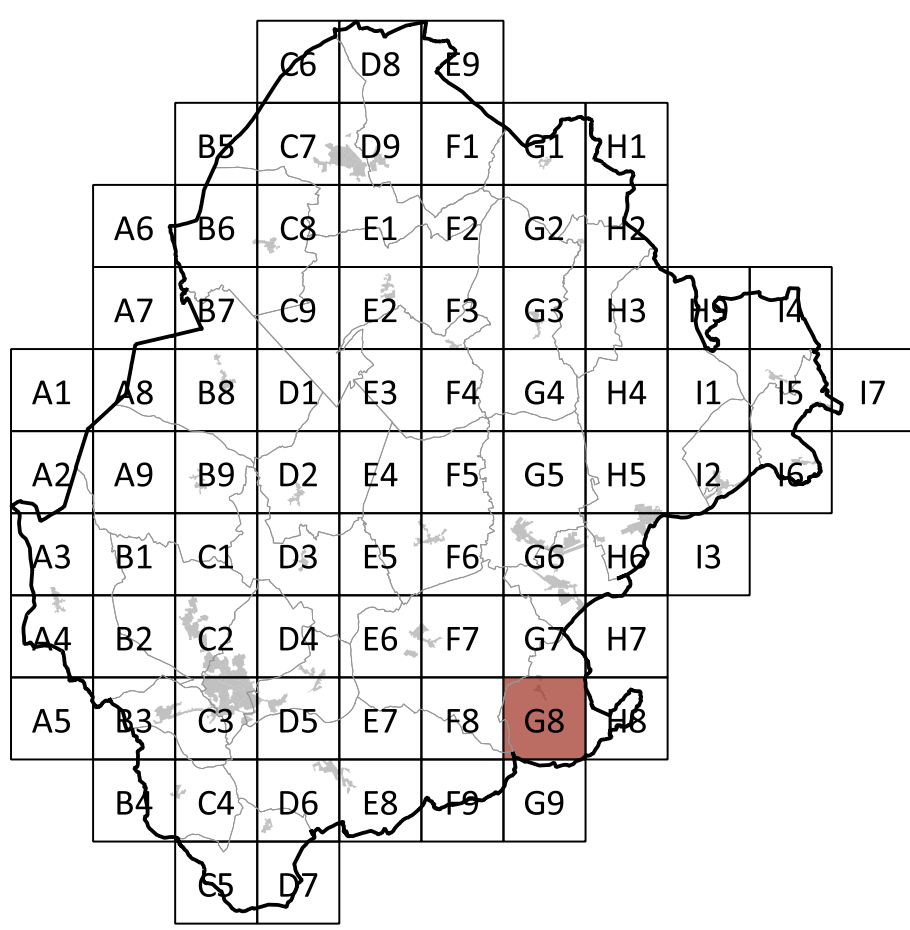 C6 D8 E9
B5 C7 D9 F1 G1 H1
A6 B6 C8 E1 F2 G2 H2
A7 B7 C9 E2 F3 G3 H3 H9 I4
A1 A8 B8 D1 E3 F4 G4 H4 I1 I5 I7
A2 A9 B9 D2 E4 F5 G5 H5 I2 I6
A3 B1 C1 D3 E5 F6 G6 H6 I3
A4 B2 C2 D4 E6 F7 G7 H7
A5 B3 C3 D5 E7 F8 G8 H8
B4 C4 D6 E8 F9 G9
C5 D7